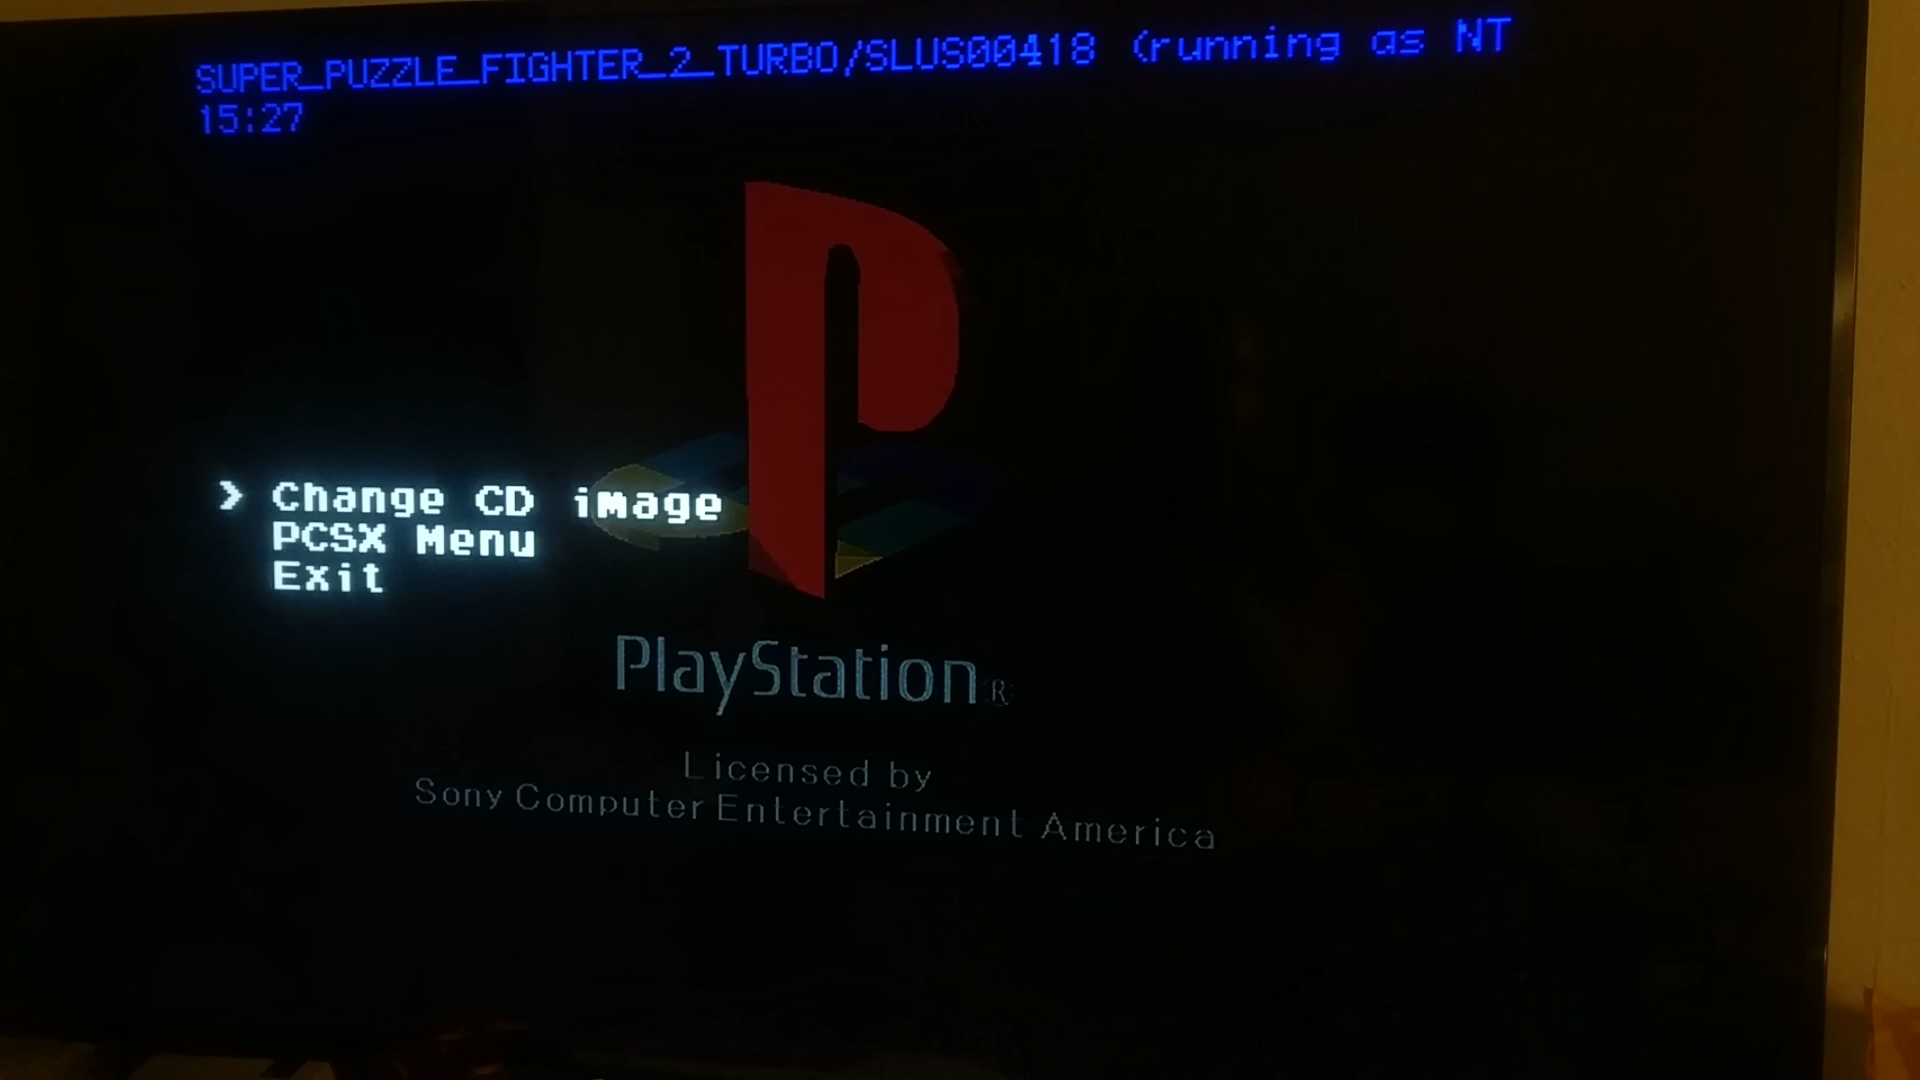 SUPER_PUZZLE_FIGHTER_2_TURBO/SLUS00418 (running as NT
15:27
> Change CD image
PCSX Menu
Exit
PlayStation®
Licensed by
Sony Computer Entertainment America